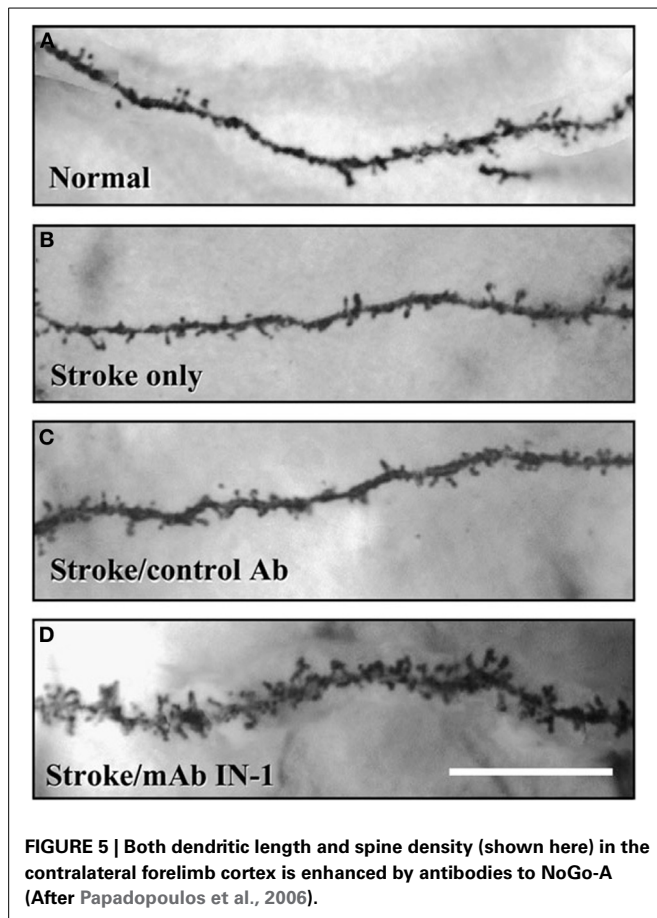 A
Normal
B
Stroke only
C
Stroke/control Ab
D
Stroke/mAb IN-1
FIGURE 5 | Both dendritic length and spine density (shown here) in the
contralateral forelimb cortex is enhanced by antibodies to NoGo-A
(After Papadopoulos et al., 2006).